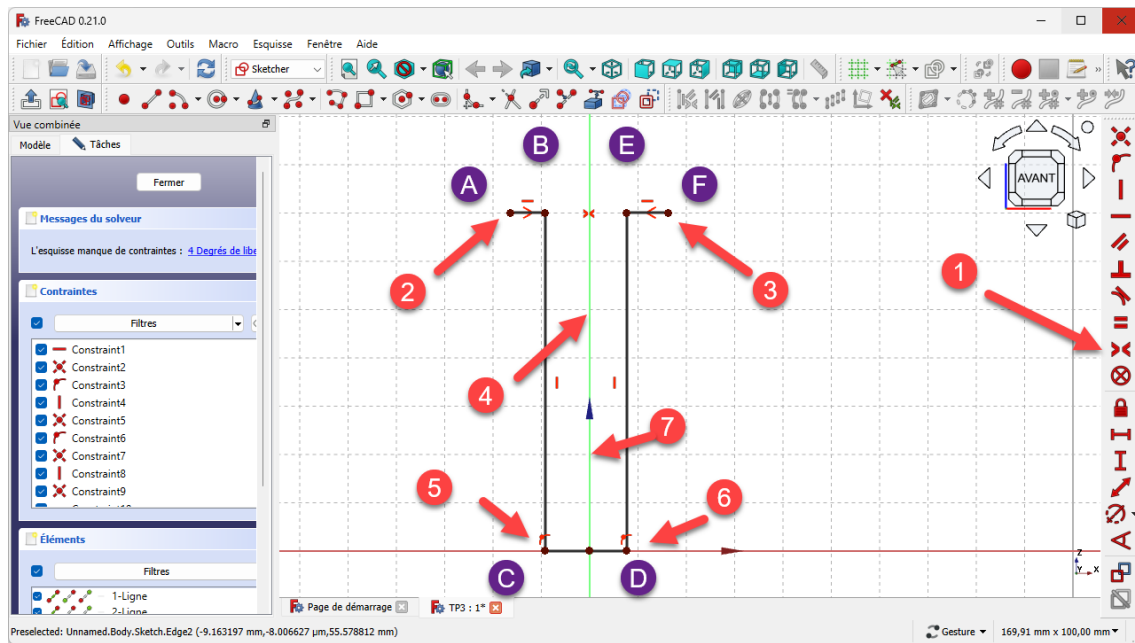 FreeCAD 0.21.0
Fichier Édition Affichage Outils Macro Esquisse Fenêtre Aide
Sketcher
Vue combinée
Modèle Tâches
Fermer
Messages du solveur
L'esquisse manque de contraintes : 4 Degrés de libe
Contraintes
Filtres
Constraint1
Constraint2
Constraint3
Constraint4
Constraint5
Constraint6
Constraint7
Constraint8
Constraint9
Éléments
Filtres
1-Ligne
2-Ligne
B E
A F
AVANT
1
2 3
4
7
5 6
C D
Z
Y X
Page de démarrage TP3 : 1*
Preselected: Unnamed.Body.Sketch.Edge2 (-9.163197 mm,-8.006627 µm,55.578812 mm) Gesture 169,91 mm x 100,00 mm